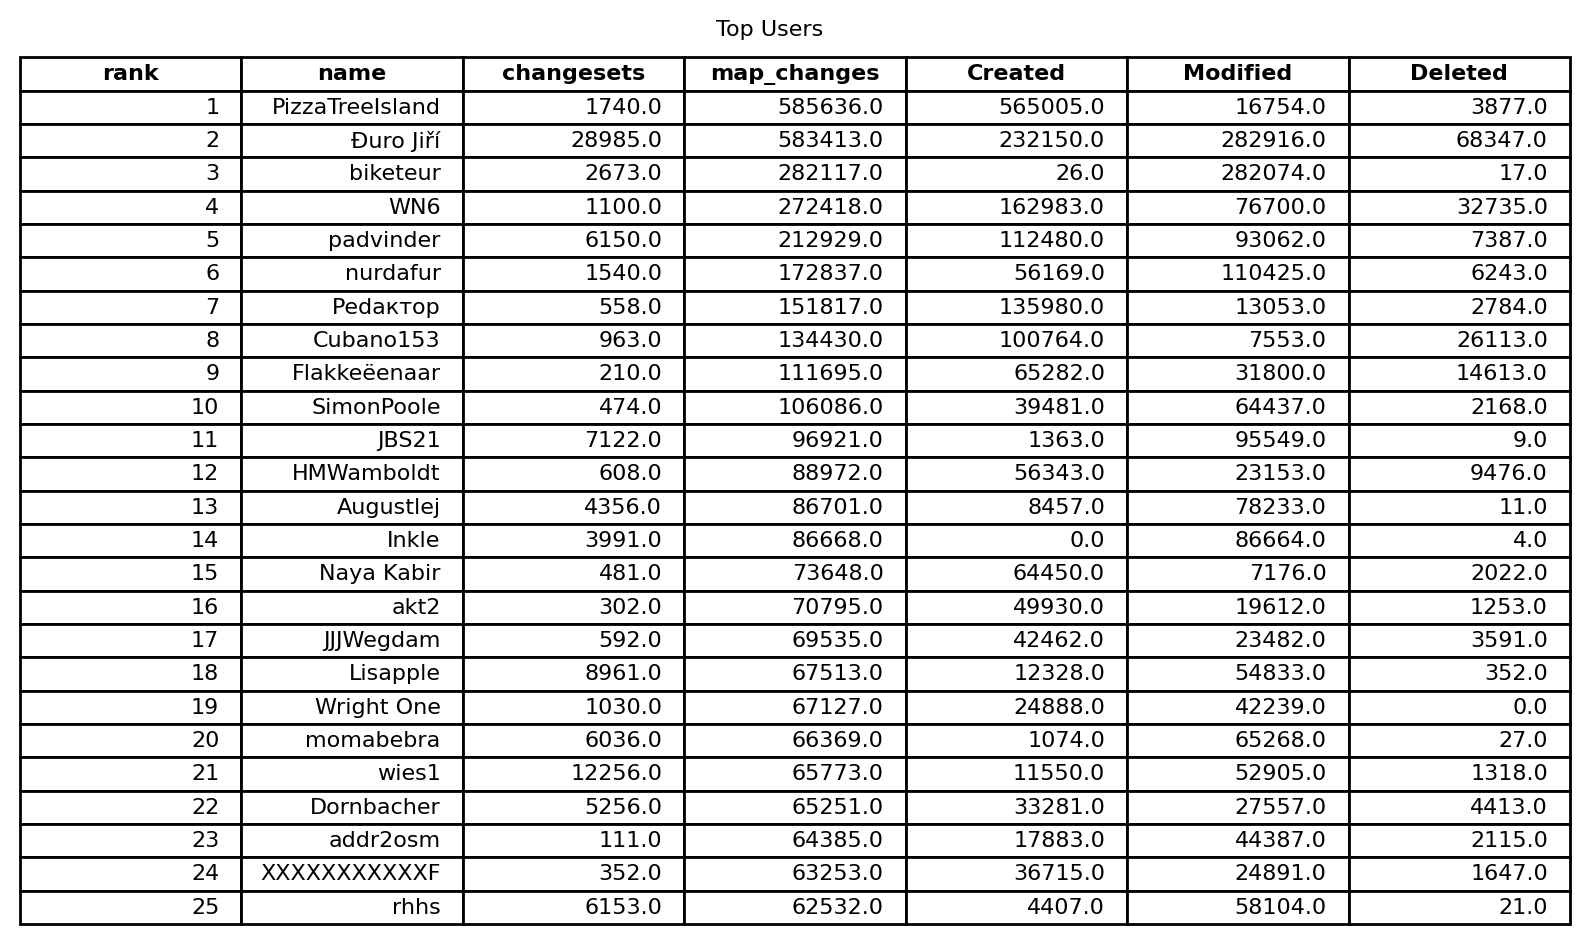 Top Users
rank name changesets map_changes Created Modified Deleted
1 PizzaTreeIsland 1740.0 585636.0 565005.0 16754.0 3877.0
2 Đuro Jiří 28985.0 583413.0 232150.0 282916.0 68347.0
3 biketeur 2673.0 282117.0 26.0 282074.0 17.0
4 WN6 1100.0 272418.0 162983.0 76700.0 32735.0
5 padvinder 6150.0 212929.0 112480.0 93062.0 7387.0
6 nurdafur 1540.0 172837.0 56169.0 110425.0 6243.0
7 Pedактор 558.0 151817.0 135980.0 13053.0 2784.0
8 Cubano153 963.0 134430.0 100764.0 7553.0 26113.0
9 Flakkeëenaar 210.0 111695.0 65282.0 31800.0 14613.0
10 SimonPoole 474.0 106086.0 39481.0 64437.0 2168.0
11 JBS21 7122.0 96921.0 1363.0 95549.0 9.0
12 HMWamboldt 608.0 88972.0 56343.0 23153.0 9476.0
13 Augustlej 4356.0 86701.0 8457.0 78233.0 11.0
14 Inkle 3991.0 86668.0 0.0 86664.0 4.0
15 Naya Kabir 481.0 73648.0 64450.0 7176.0 2022.0
16 akt2 302.0 70795.0 49930.0 19612.0 1253.0
17 JJJWegdam 592.0 69535.0 42462.0 23482.0 3591.0
18 Lisapple 8961.0 67513.0 12328.0 54833.0 352.0
19 Wright One 1030.0 67127.0 24888.0 42239.0 0.0
20 momabebra 6036.0 66369.0 1074.0 65268.0 27.0
21 wies1 12256.0 65773.0 11550.0 52905.0 1318.0
22 Dornbacher 5256.0 65251.0 33281.0 27557.0 4413.0
23 addr2osm 111.0 64385.0 17883.0 44387.0 2115.0
24 XXXXXXXXXXXF 352.0 63253.0 36715.0 24891.0 1647.0
25 rhhs 6153.0 62532.0 4407.0 58104.0 21.0